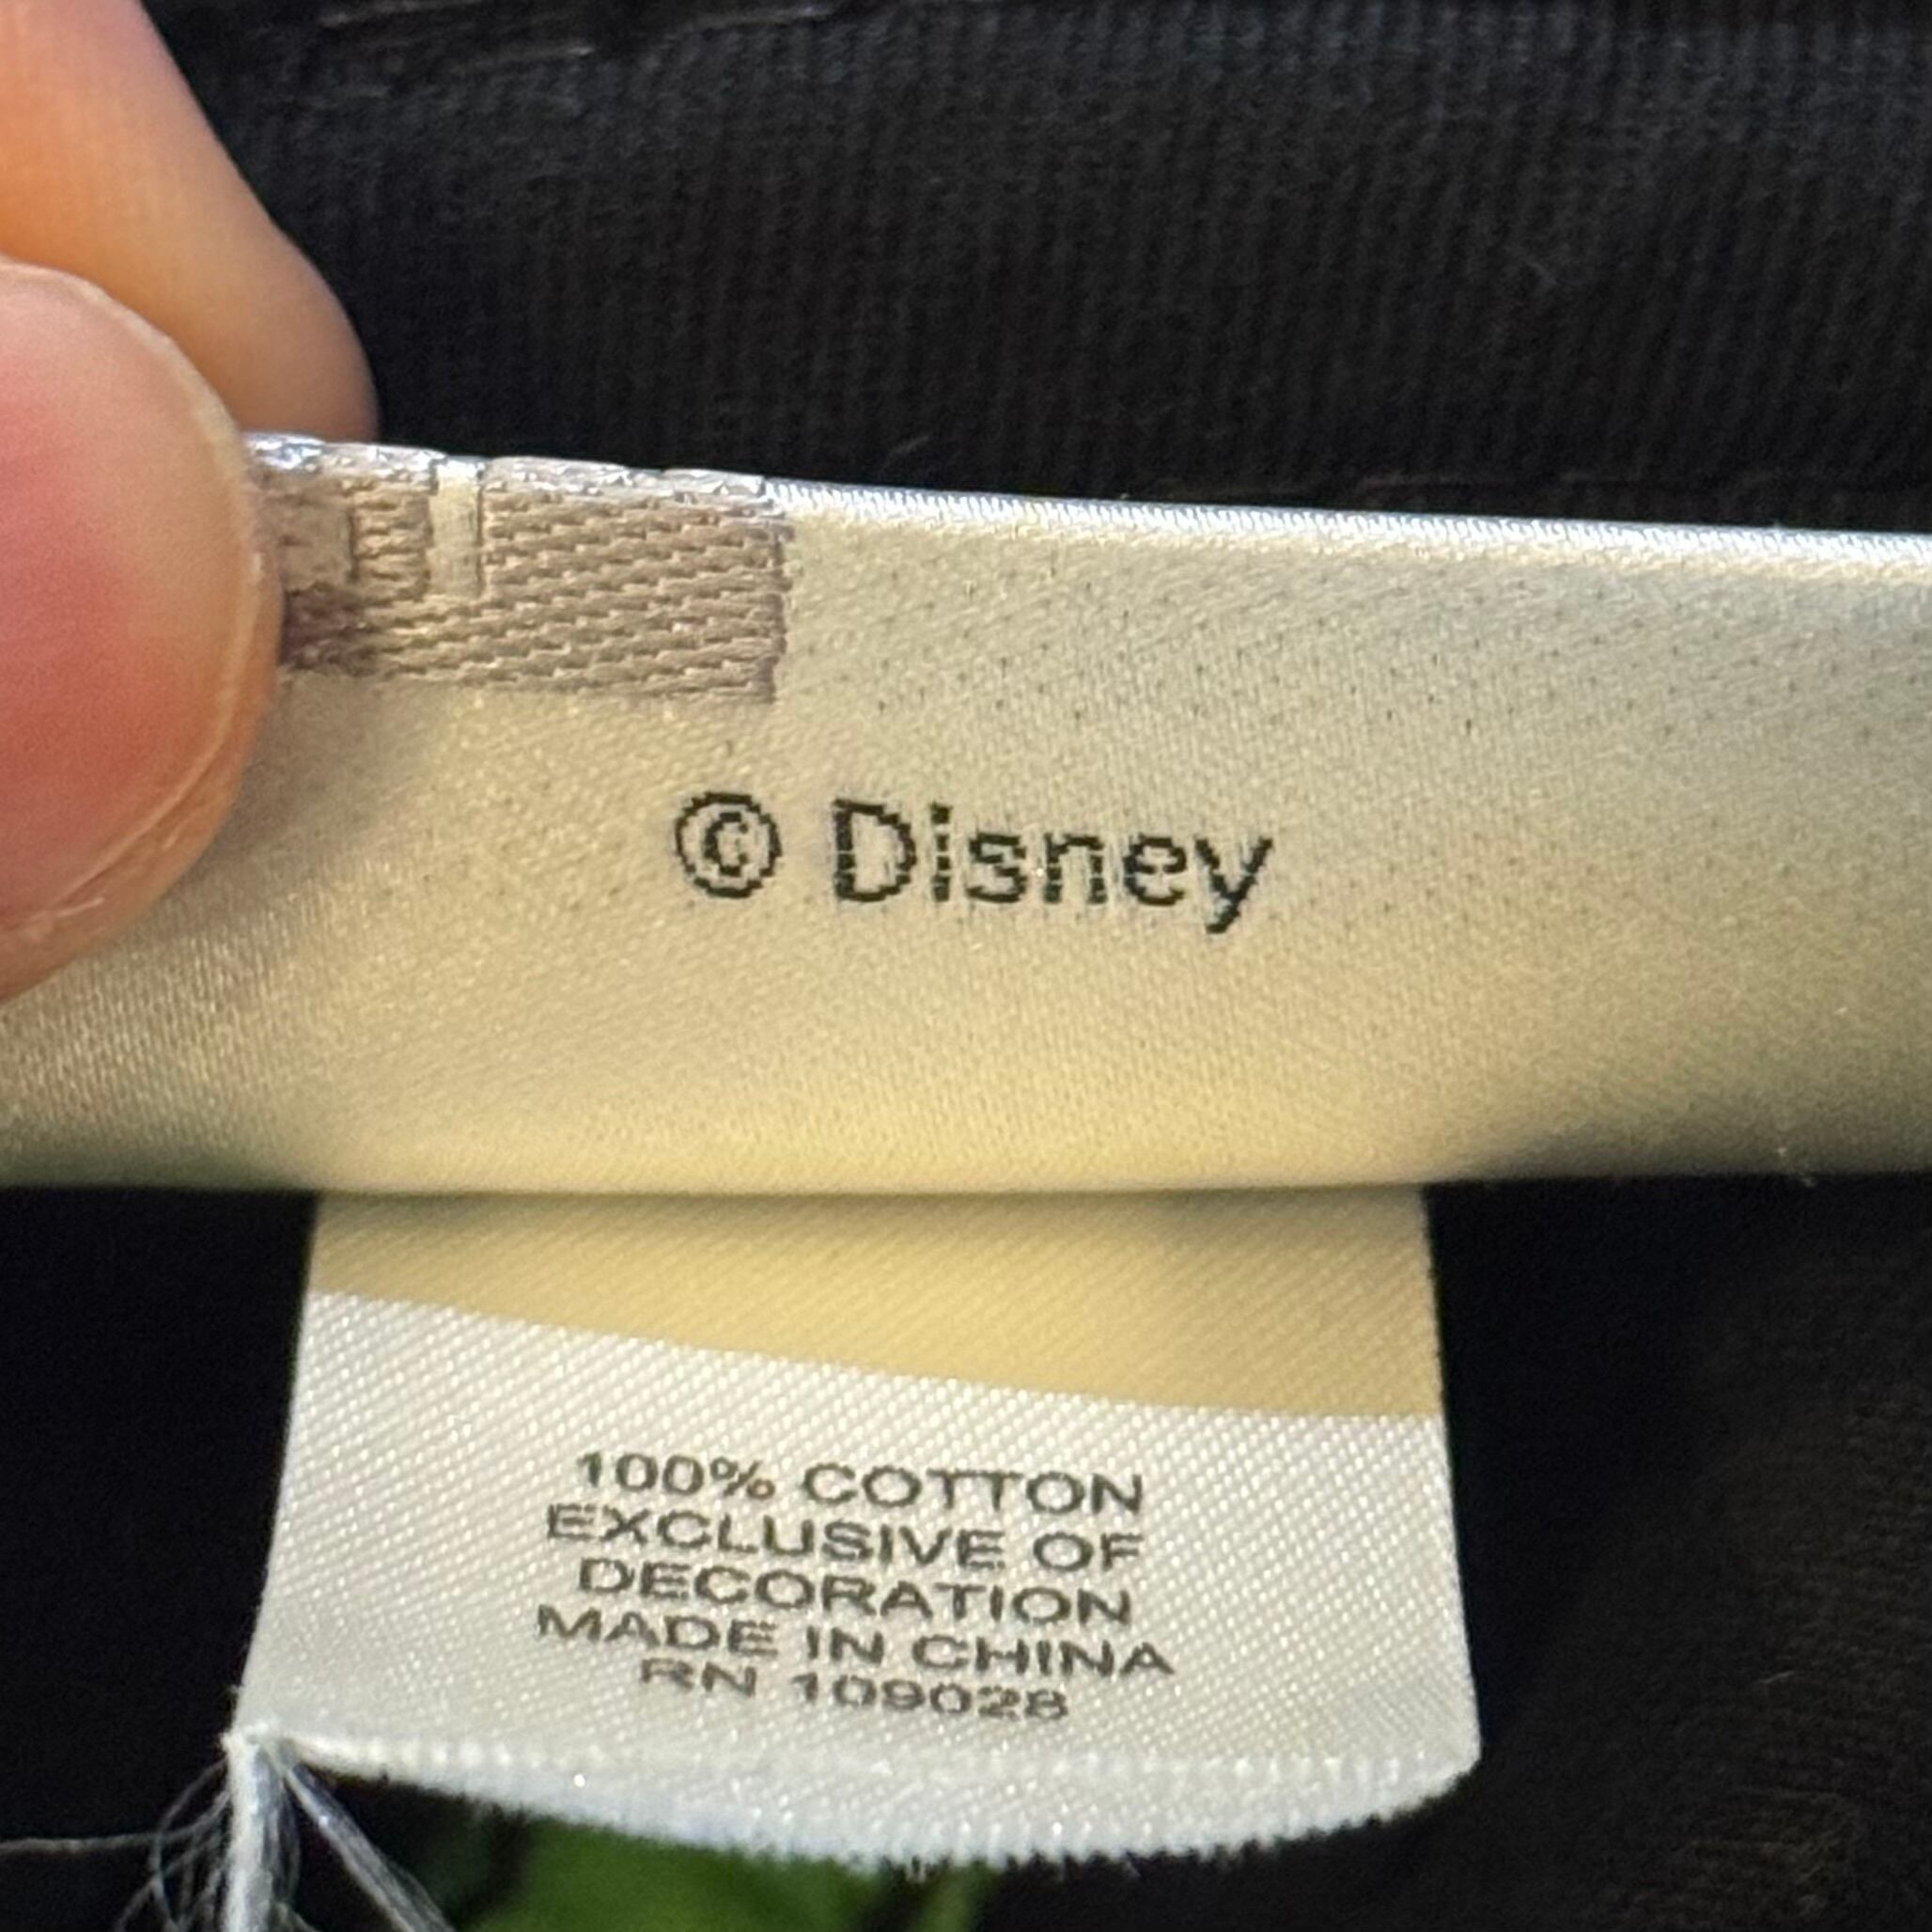 © Disney
100% COTTON
EXCLUSIVE OF
DECORATION
MADE IN CHINA
RN 109028